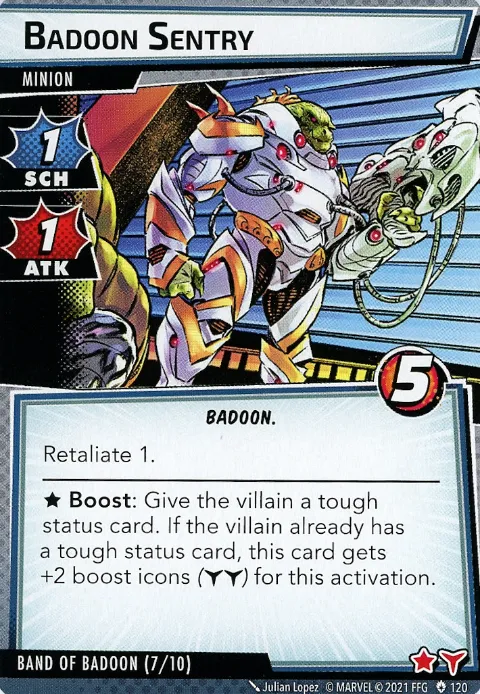 BADOON SENTRY
MINION
1
SCH
1
ATK
5
BADOON.
Retaliate 1.
★ Boost: Give the villain a tough
status card. If the villain already has
a tough status card, this card gets
+2 boost icons () for this activation.
BAND OF BADOON (7/10)
Julian Lopez © MARVEL © 2021 FFG 120